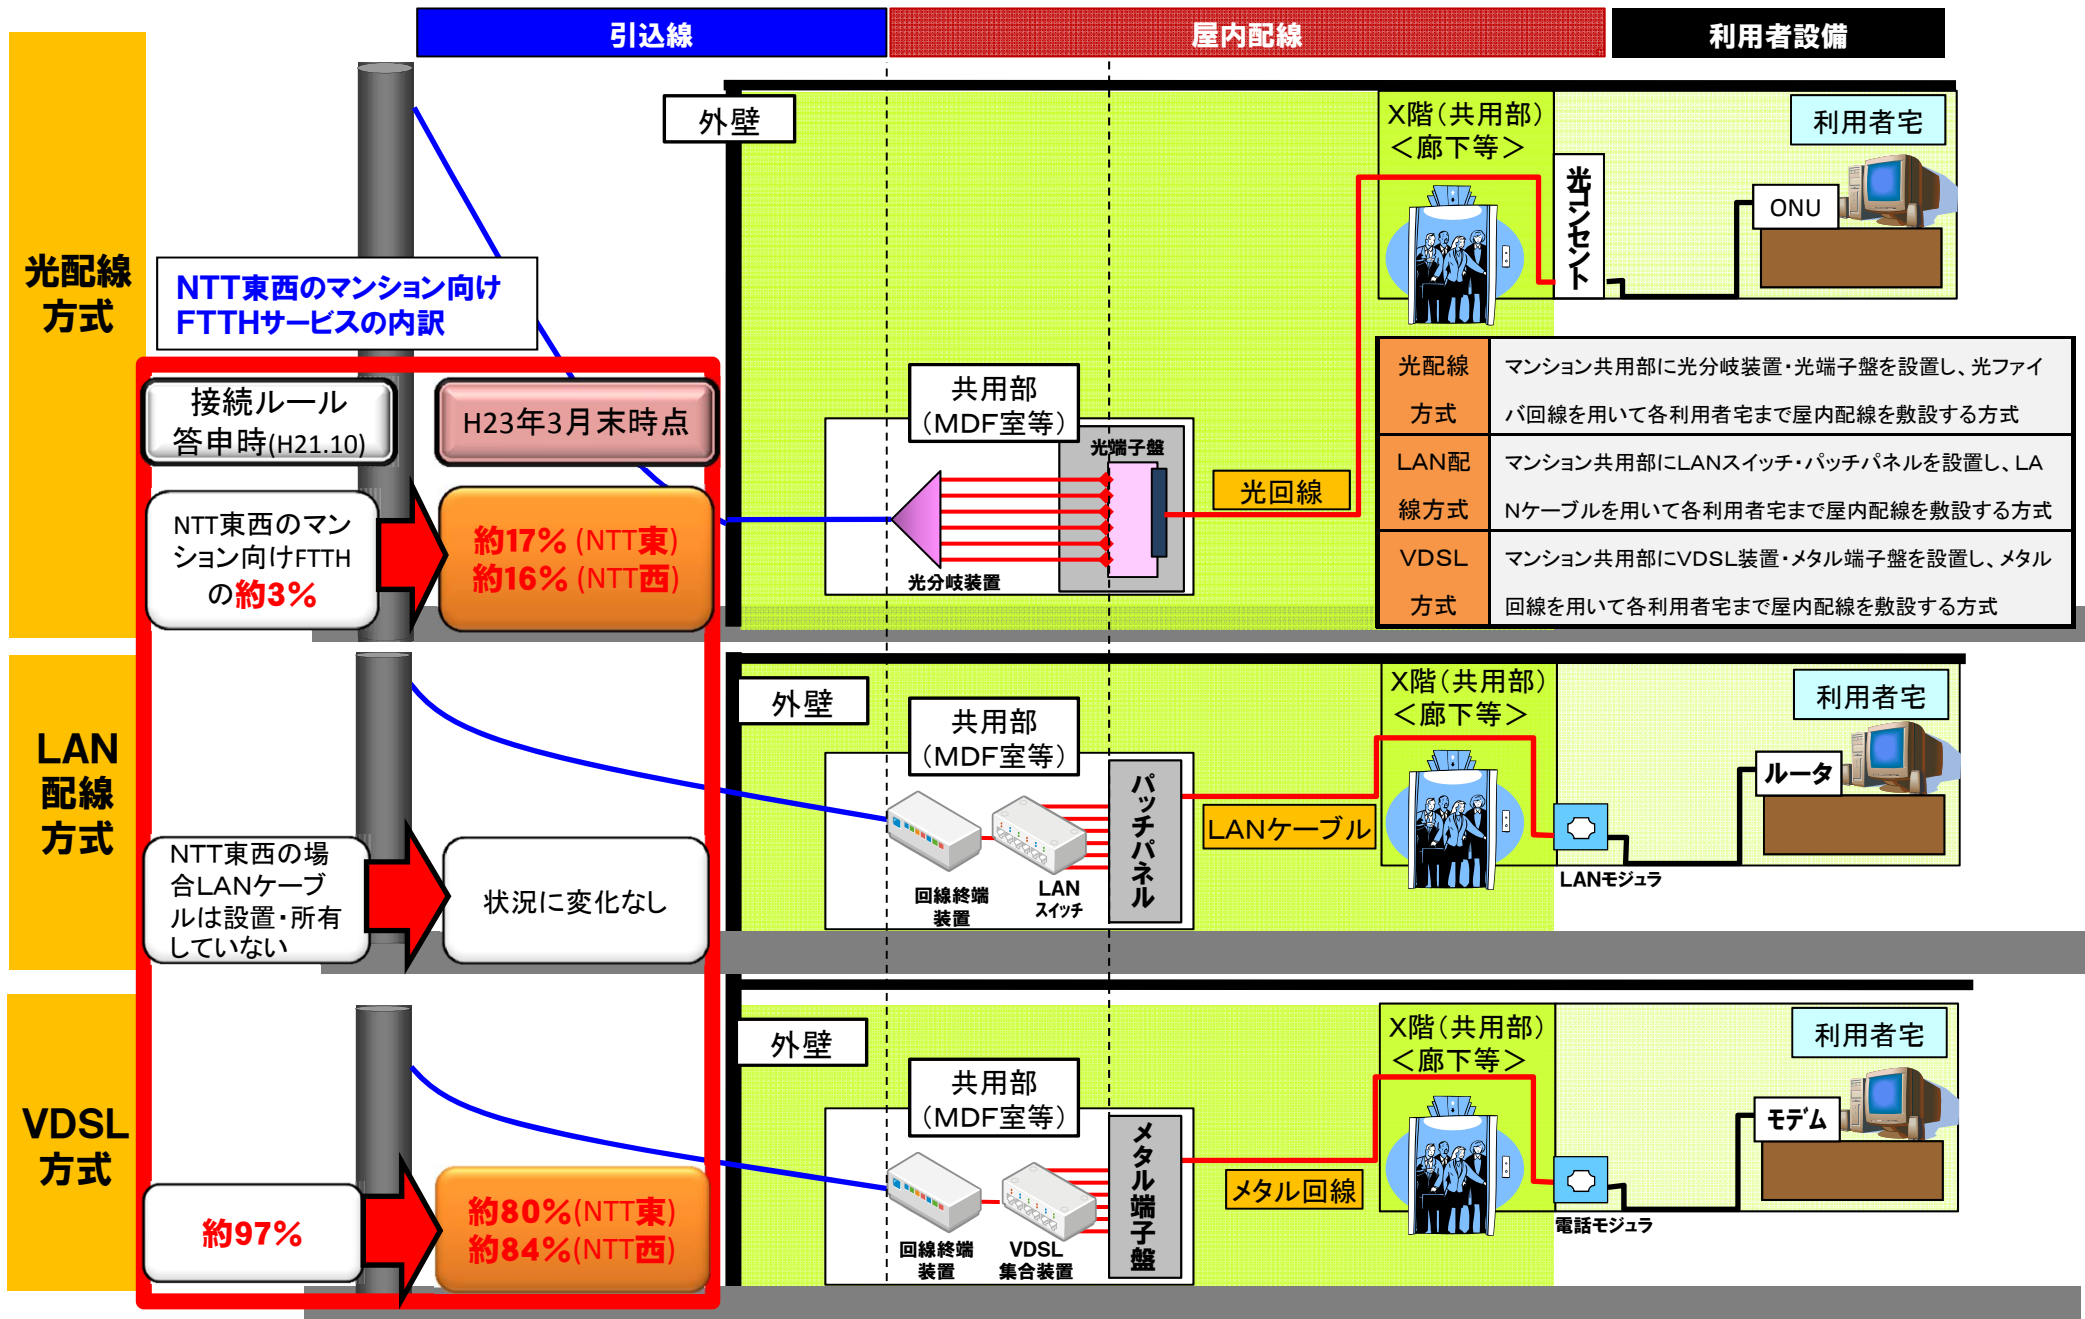 引込線
屋内配線
利用者設備
光配線
方式
外壁
X階（共用部）
＜廊下等＞
利用者宅
光コンセント
ONU
NTT東西のマンション向け
FTTHサービスの内訳
接続ルール
答申時(H21.10)
H23年3月末時点
NTT東西のマン
ション向けFTTH
の約3%
約17% (NTT東)
約16% (NTT西)
共用部
（MDF室等）
光端子盤
光分岐装置
光回線
光配線
方式
マンション共用部に光分岐装置・光端子盤を設置し、光ファイ
バ回線を用いて各利用者宅まで屋内配線を敷設する方式
LAN配
線方式
マンション共用部にLANスイッチ・パッチパネルを設置し、LA
Nケーブルを用いて各利用者宅まで屋内配線を敷設する方式
VDSL
方式
マンション共用部にVDSL装置・メタル端子盤を設置し、メタル
回線を用いて各利用者宅まで屋内配線を敷設する方式
LAN
配線
方式
NTT東西の場
合LANケーブ
ルは設置・所有
していない
状況に変化なし
外壁
共用部
（MDF室等）
回線終端
装置
LAN
スイッチ
パッチパネル
LANケーブル
X階（共用部）
＜廊下等＞
利用者宅
ルータ
LANモジュラ
VDSL
方式
約97%
約80%(NTT東)
約84%(NTT西)
外壁
共用部
（MDF室等）
回線終端
装置
VDSL
集合装置
メタル端子盤
メタル回線
X階（共用部）
＜廊下等＞
利用者宅
モデム
電話モジュラ